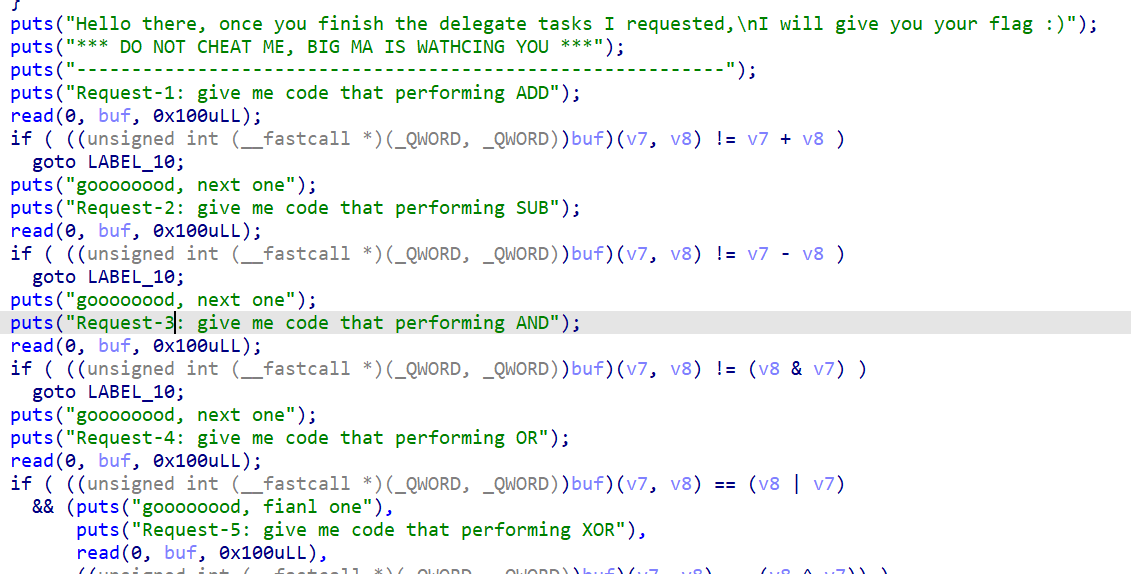 }
puts("Hello there, once you finish the delegate tasks I requested,\nI will give you your flag :)");
puts("*** DO NOT CHEAT ME, BIG MA IS WATHCING YOU ***");
puts("-----------------------------------------------------------");
puts("Request-1: give me code that performing ADD");
read(0, buf, 0x100uLL);
if ( ((unsigned int (__fastcall *)(_QWORD, _QWORD))buf)(v7, v8) != v7 + v8 )
goto LABEL_10;
puts("goooooood, next one");
puts("Request-2: give me code that performing SUB");
read(0, buf, 0x100uLL);
if ( ((unsigned int (__fastcall *)(_QWORD, _QWORD))buf)(v7, v8) != v7 - v8 )
goto LABEL_10;
puts("goooooood, next one");
puts("Request-3: give me code that performing AND");
read(0, buf, 0x100uLL);
if ( ((unsigned int (__fastcall *)(_QWORD, _QWORD))buf)(v7, v8) != (v8 & v7) )
goto LABEL_10;
puts("goooooood, next one");
puts("Request-4: give me code that performing OR");
read(0, buf, 0x100uLL);
if ( ((unsigned int (__fastcall *)(_QWORD, _QWORD))buf)(v7, v8) == (v8 | v7)
&& (puts("goooooood, fianl one"),
puts("Request-5: give me code that performing XOR"),
read(0, buf, 0x100uLL),